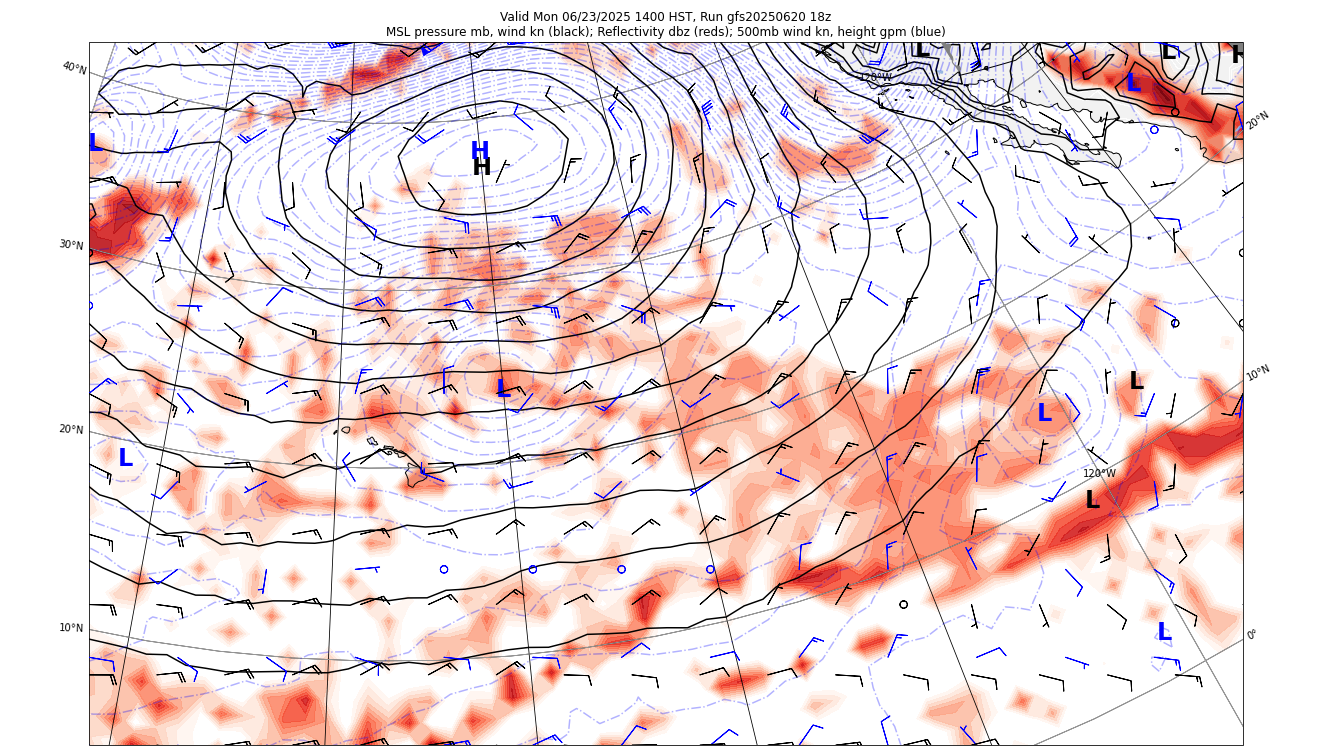 Valid Mon 06/23/2025 1400 HST, Run gfs20250620 18z
MSL pressure mb, wind kn (black); Reflectivity dbz (reds); 500mb wind kn, height gpm (blue)
L
L
H
40°N
120°W
L
20°N
L
H
H
30°N
10°N
L
L
L
20°N
L
120°W
L
10°N
L
0°